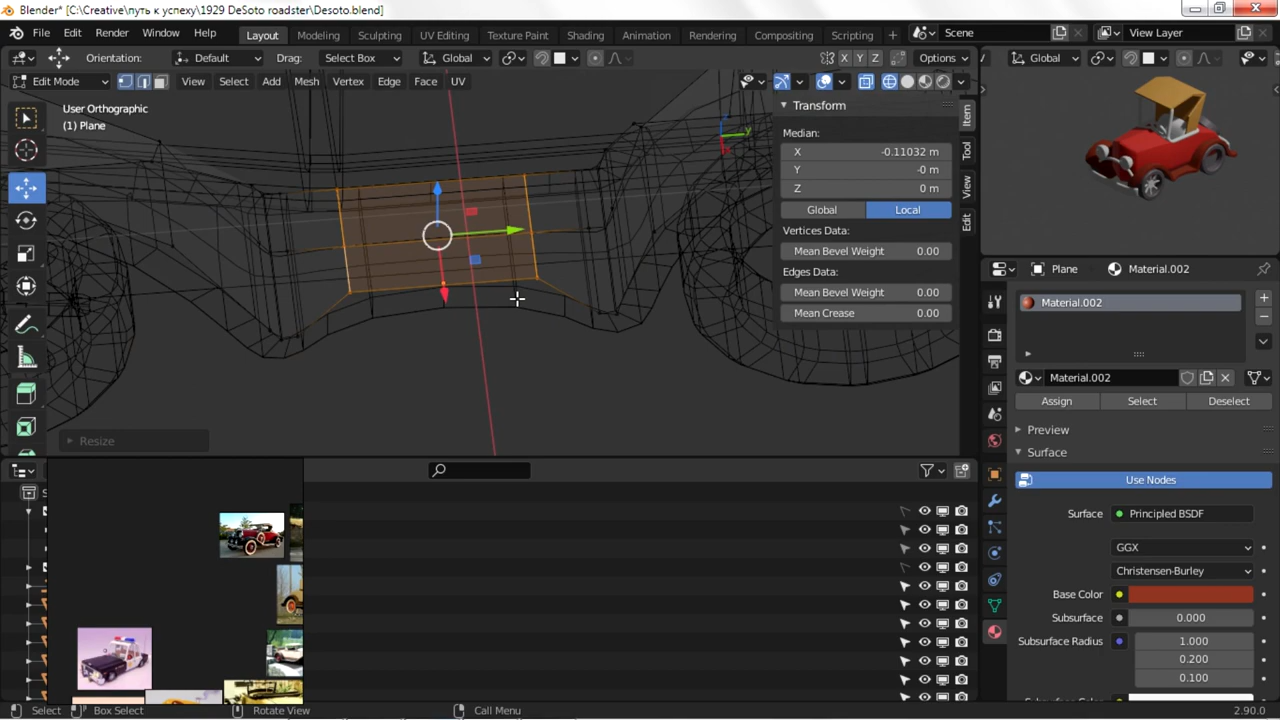 Blender* [C:\Creative\путь к успеху\1929 DeSoto roadster\Desoto.blend]
File Edit Render Window Help Layout Modeling Sculpting UV Editing Texture Paint Shading Animation Rendering Compositing Scripting Scene View Layer
Orientation: Default Drag: Select Box Global X Y Z Options Global
Edit Mode View Select Add Mesh Vertex Edge Face UV
User Orthographic
(1) Plane
Transform
Median:
X -0.11032 m
Y -0 m
Z 0 m
Global Local
Vertices Data:
Mean Bevel Weight 0.00
Edges Data:
Mean Bevel Weight 0.00
Mean Crease 0.00
Item
Tool
View
Edit
Y
Resize
Plane Material.002
Material.002
Material.002
Assign Select Deselect
Preview
Surface
Use Nodes
Surface Principled BSDF
GGX
Christensen-Burley
Base Color
Subsurface 0.000
Subsurface Radius 1.000
0.200
0.100
Select Box Select Rotate View Call Menu 2.90.0